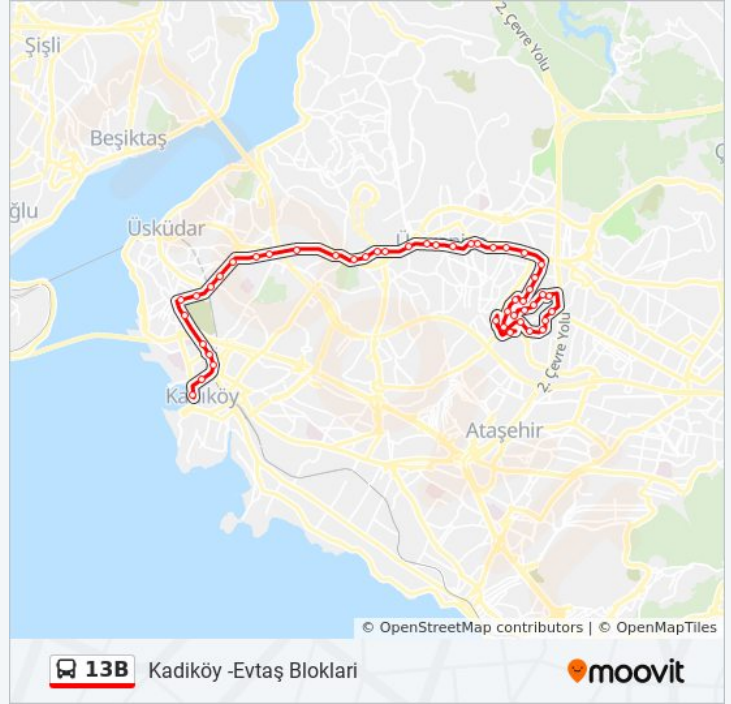 Şişli
2. Çevre Yolu
Beşiktaş
ğlu
Üsküdar
Kadıköy
2. Çevre Yolu
Ataşehir
© OpenStreetMap contributors | © OpenMapTiles
13B Kadiköy -Evtaş Bloklari moovit